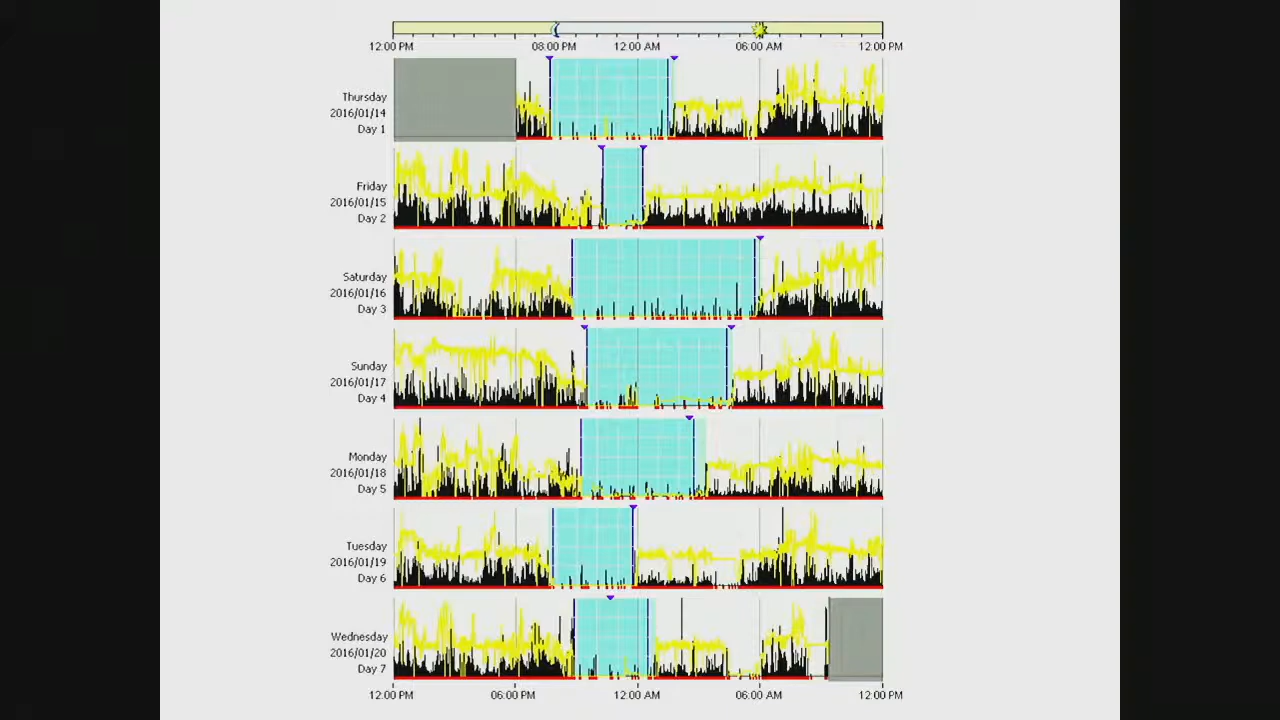 12:00 PM 08:00 PM 12:00 AM 06:00 AM 12:00 PM
Thursday
2016/01/14
Day 1
Friday
2016/01/15
Day 2
Saturday
2016/01/16
Day 3
Sunday
2016/01/17
Day 4
Monday
2016/01/18
Day 5
Tuesday
2016/01/19
Day 6
Wednesday
2016/01/20
Day 7
12:00 PM 06:00 PM 12:00 AM 06:00 AM 12:00 PM